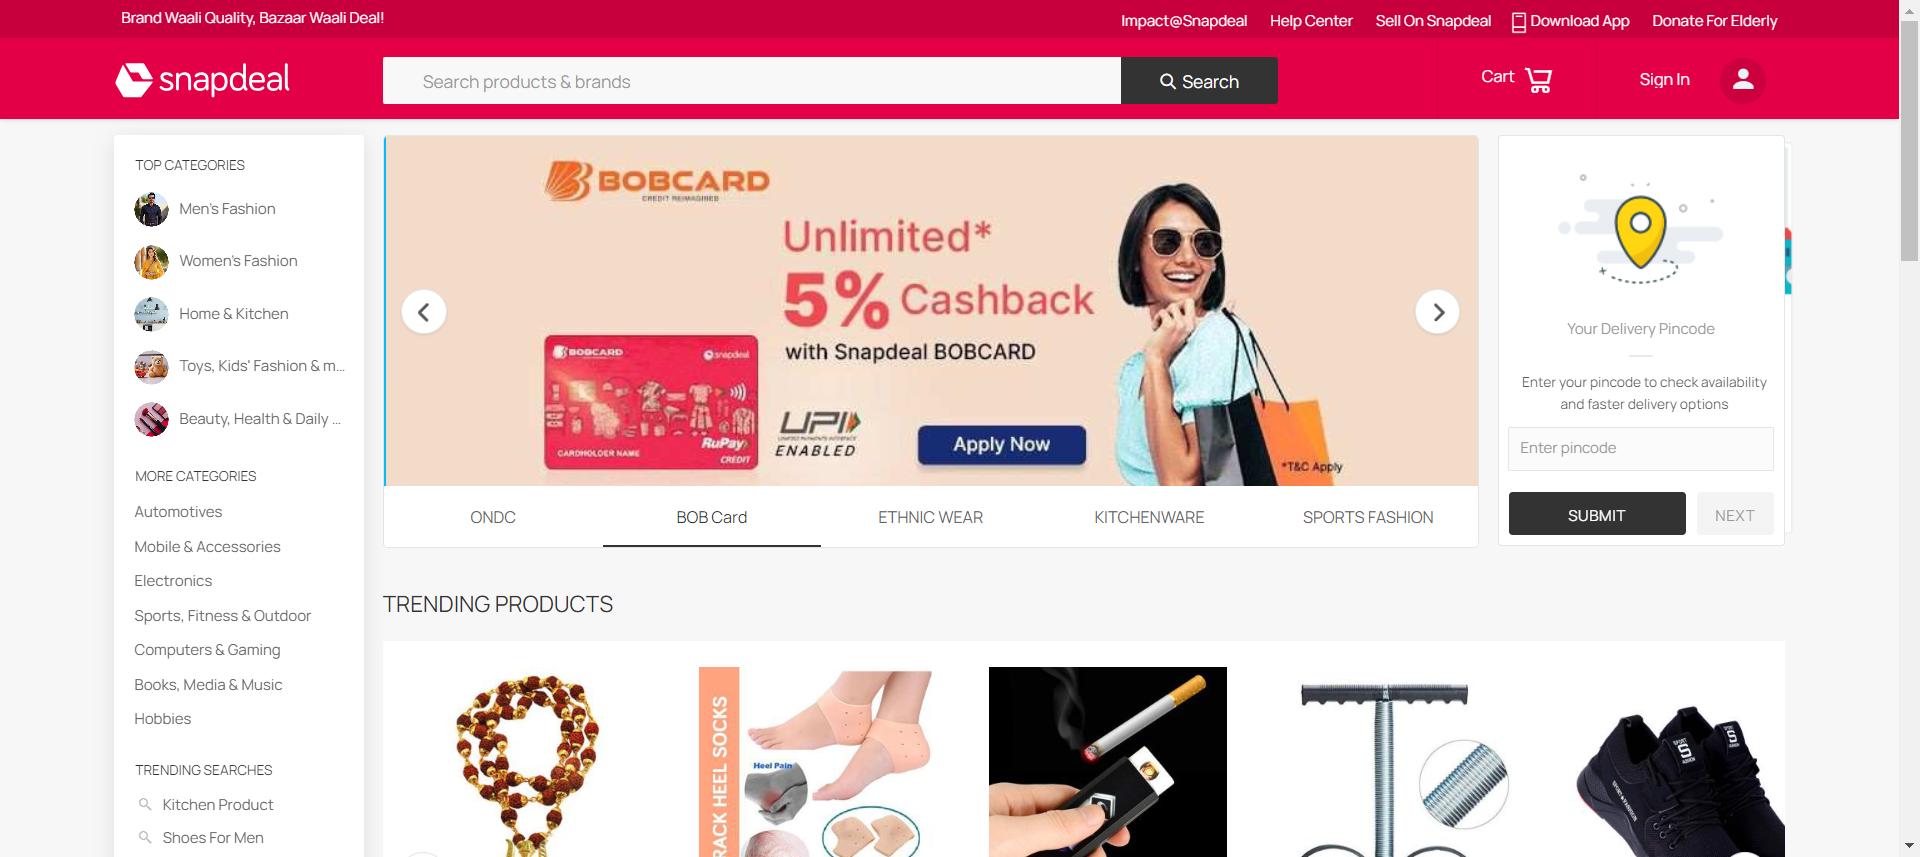 Brand Waali Quality, Bazaar Waali Deal!
Impact@Snapdeal Help Center Sell On Snapdeal Download App Donate For Elderly
snapdeal
Search products & brands
Search
Cart
Sign In
TOP CATEGORIES
Men's Fashion
Women's Fashion
Home & Kitchen
Toys, Kids' Fashion & m...
Beauty, Health & Daily ...
MORE CATEGORIES
Automotives
Mobile & Accessories
Electronics
Sports, Fitness & Outdoor
Computers & Gaming
Books, Media & Music
Hobbies
TRENDING SEARCHES
Kitchen Product
Shoes For Men
BOBCARD
CREDIT REIMAGINED
Unlimited*
5% Cashback
with Snapdeal BOBCARD
BOBCARD
snapdeal
RuPay
CREDIT
CARDHOLDER NAME
UPI
UNIFIED PAYMENTS INTERFACE
ENABLED
Apply Now
*T&C Apply
ONDC
BOB Card
ETHNIC WEAR
KITCHENWARE
SPORTS FASHION
Your Delivery Pincode
Enter your pincode to check availability
and faster delivery options
Enter pincode
SUBMIT
NEXT
TRENDING PRODUCTS
RACK HEEL SOCKS
Heel Pain
SPORT